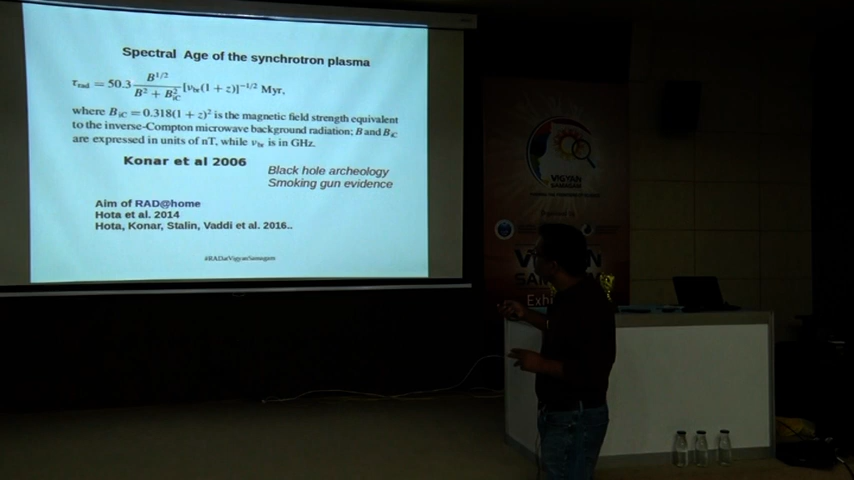 Spectral Age of the synchrotron plasma
τrad = 50.3 B^1/2 / (B^2 + B^2_iC) [νbr(1 + z)]^−1/2 Myr,
where BiC = 0.318(1 + z)^2 is the magnetic field strength equivalent
to the inverse-Compton microwave background radiation; B and BiC
are expressed in units of nT, while νbr is in GHz.
Konar et al 2006
Black hole archeology
Smoking gun evidence
Aim of RAD@home
Hota et al. 2014
Hota, Konar, Stalin, Vaddi et al. 2016..
#RADatVigyanSamagam
VIGYAN
SAMAGAM